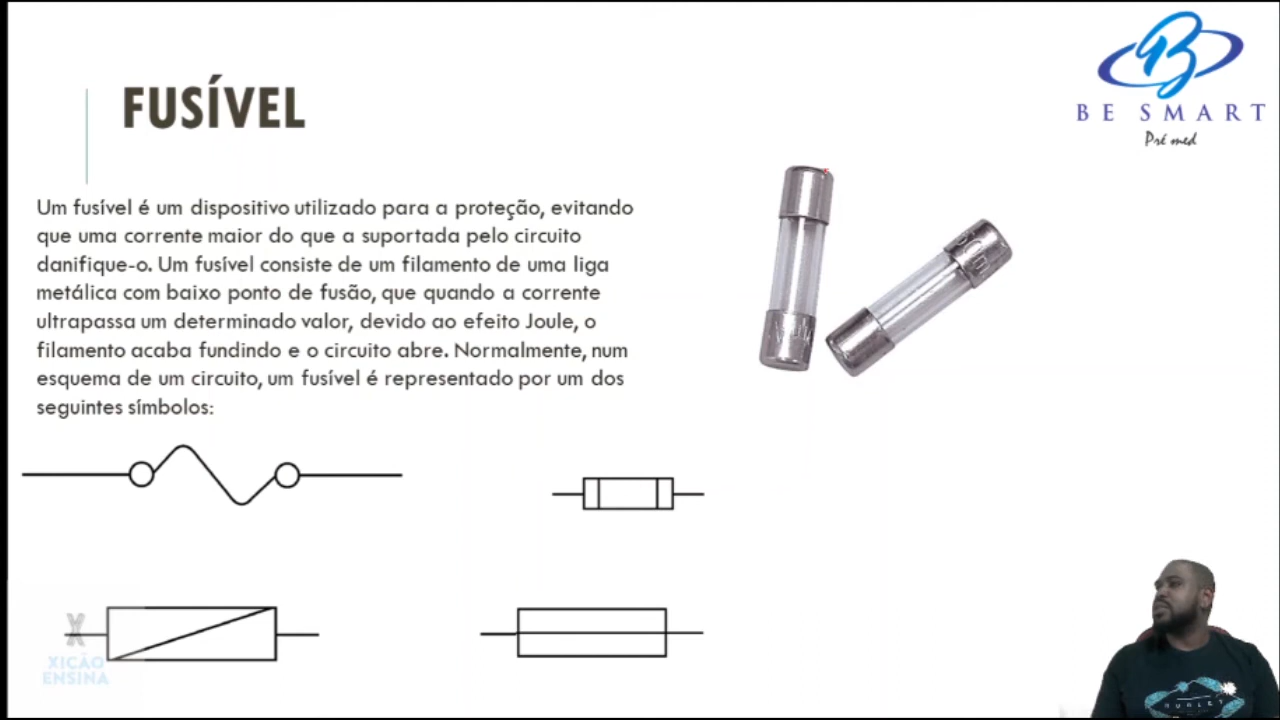 BE SMART
Pré med
FUSÍVEL
Um fusível é um dispositivo utilizado para a proteção, evitando
que uma corrente maior do que a suportada pelo circuito
danifique-o. Um fusível consiste de um filamento de uma liga
metálica com baixo ponto de fusão, que quando a corrente
ultrapassa um determinado valor, devido ao efeito Joule, o
filamento acaba fundindo e o circuito abre. Normalmente, num
esquema de um circuito, um fusível é representado por um dos
seguintes símbolos:
X
XICÃO
ENSINA
HURLEY